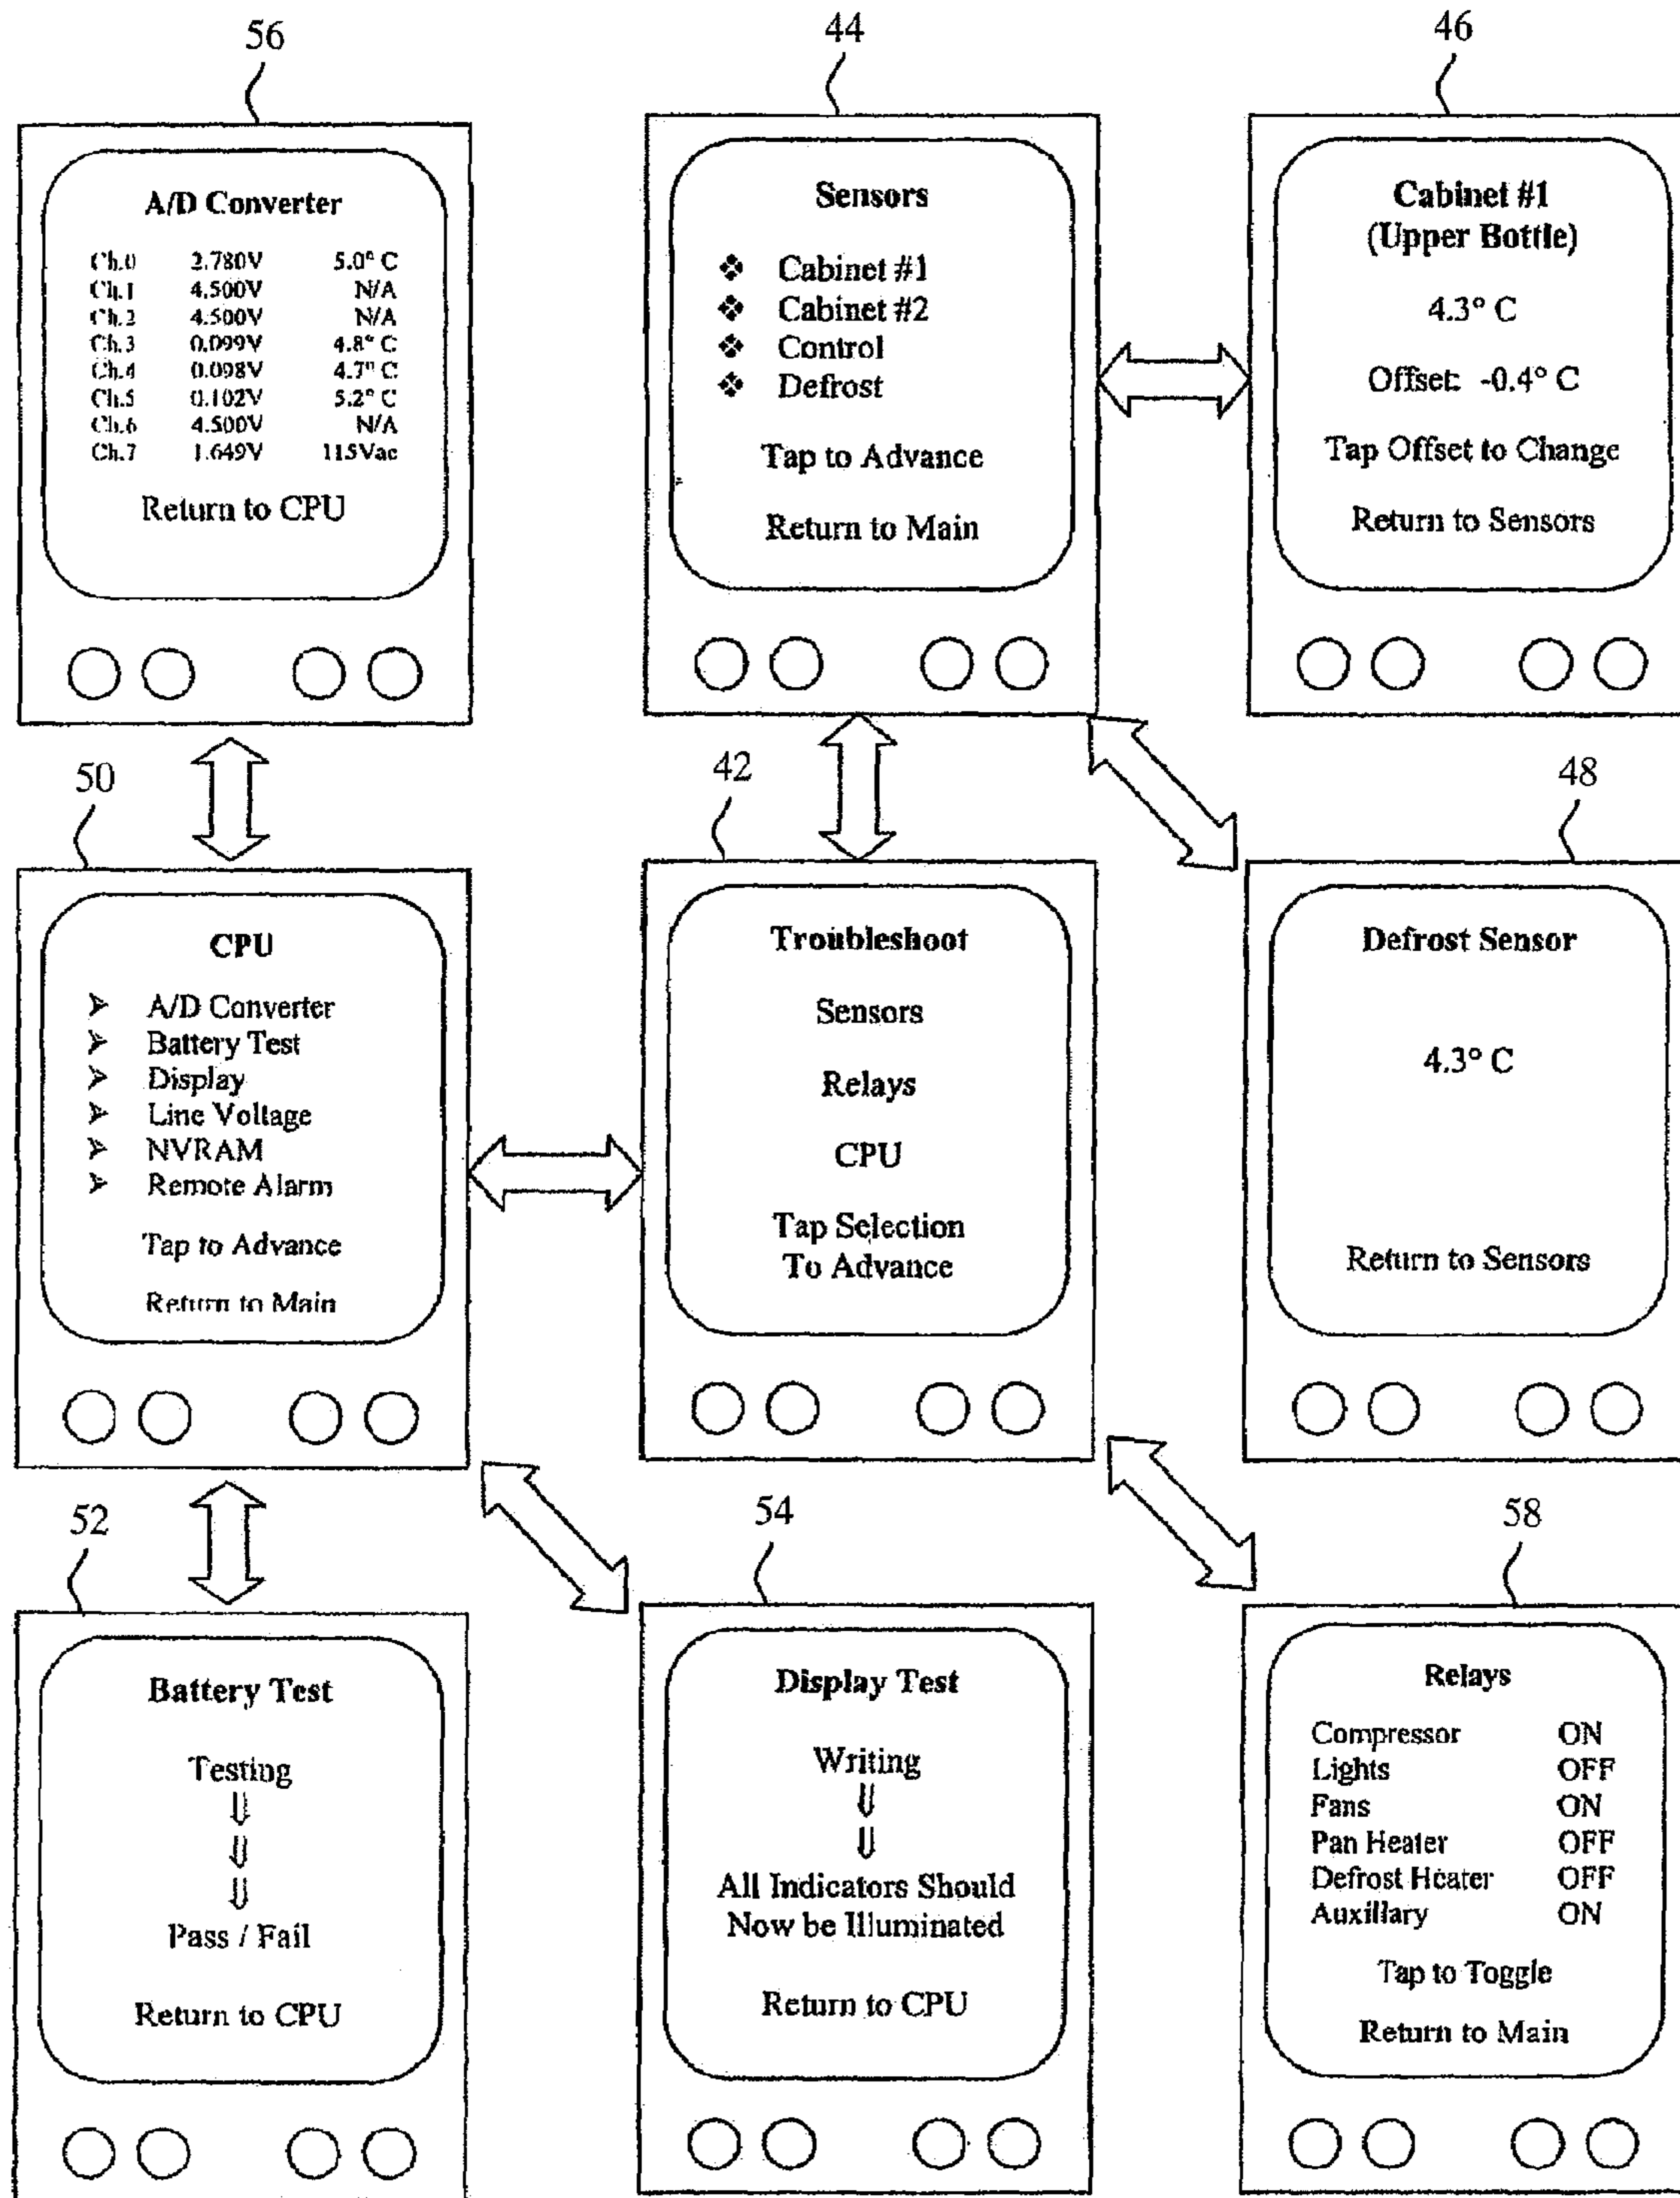 56
A/D Converter
Ch.0 2.780V 5.0° C
Ch.1 4.500V N/A
Ch.2 4.500V N/A
Ch.3 0.099V 4.8° C
Ch.4 0.098V 4.7° C
Ch.5 0.102V 5.2° C
Ch.6 4.500V N/A
Ch.7 1.649V 115Vac
Return to CPU
44
Sensors
❖ Cabinet #1
❖ Cabinet #2
❖ Control
❖ Defrost
Tap to Advance
Return to Main
46
Cabinet #1
(Upper Bottle)
4.3° C
Offset: -0.4° C
Tap Offset to Change
Return to Sensors
50
CPU
➢ A/D Converter
➢ Battery Test
➢ Display
➢ Line Voltage
➢ NVRAM
➢ Remote Alarm
Tap to Advance
Return to Main
42
Troubleshoot
Sensors
Relays
CPU
Tap Selection
To Advance
48
Defrost Sensor
4.3° C
Return to Sensors
52
Battery Test
Testing
⇓
⇓
⇓
Pass / Fail
Return to CPU
54
Display Test
Writing
⇓
⇓
All Indicators Should
Now be Illuminated
Return to CPU
58
Relays
Compressor ON
Lights OFF
Fans ON
Pan Heater OFF
Defrost Heater OFF
Auxillary ON
Tap to Toggle
Return to Main